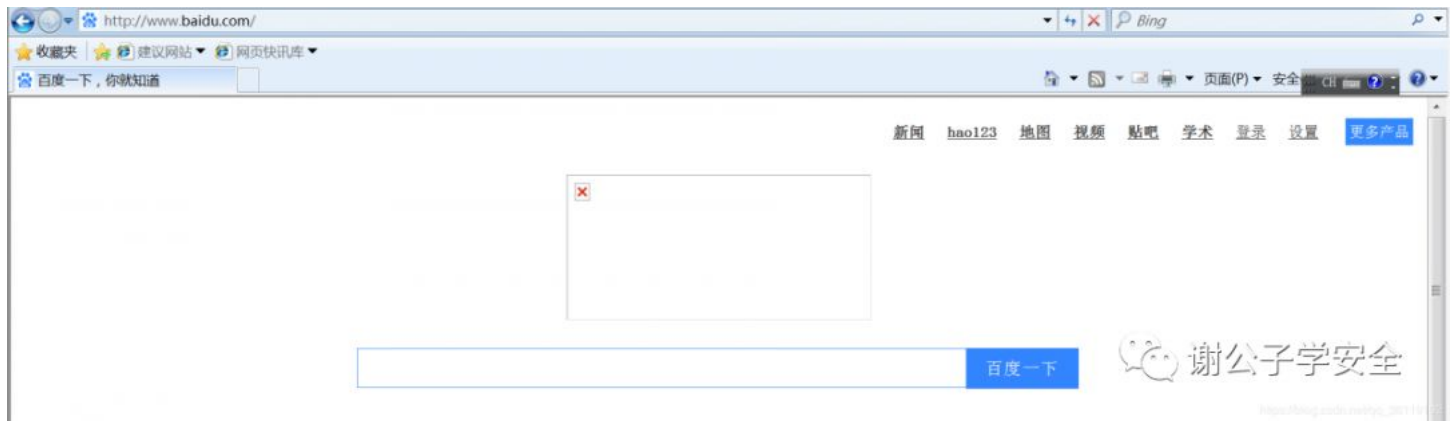 http://www.baidu.com/
Bing
收藏夹 建议网站 网页快讯库
百度一下，你就知道
页面(P) 安全
CH
新闻 hao123 地图 视频 贴吧 学术 登录 设置 更多产品
百度一下
谢公子学安全